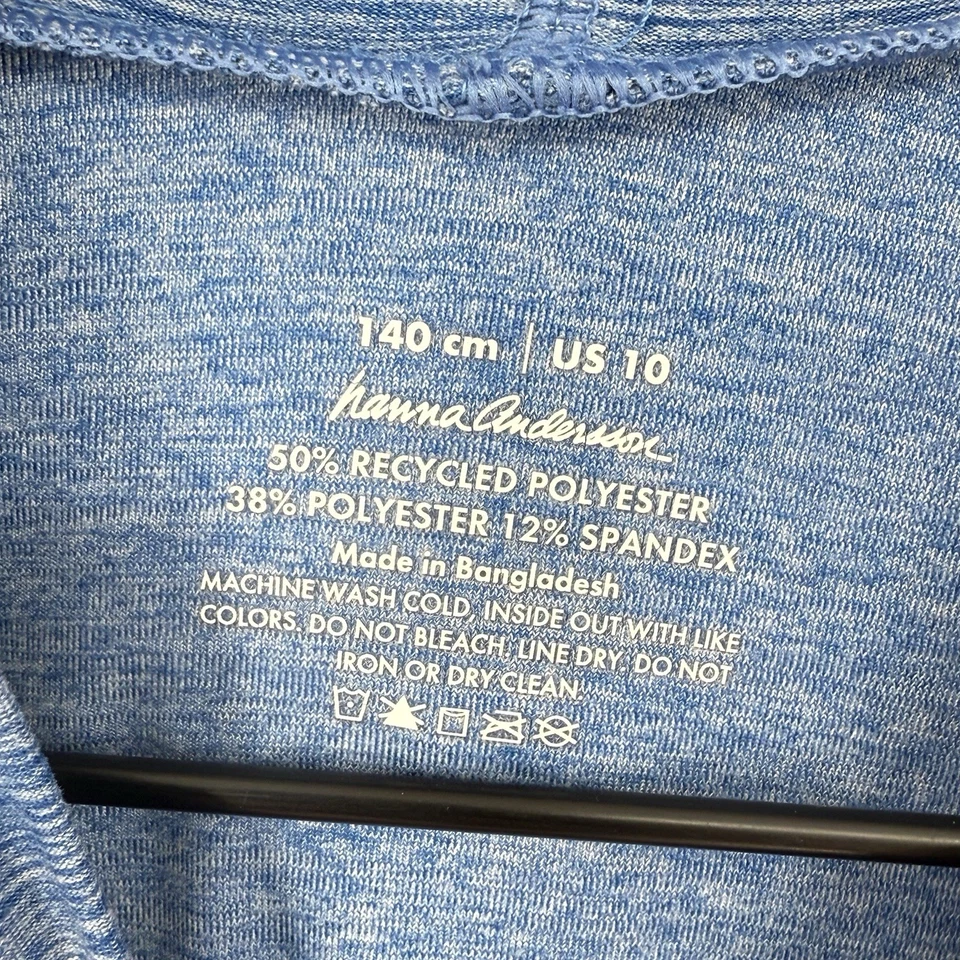 140 cm | US 10
hanna Andersson
50% RECYCLED POLYESTER
38% POLYESTER 12% SPANDEX
Made in Bangladesh
MACHINE WASH COLD, INSIDE OUT WITH LIKE
COLORS. DO NOT BLEACH, LINE DRY. DO NOT
IRON OR DRY CLEAN